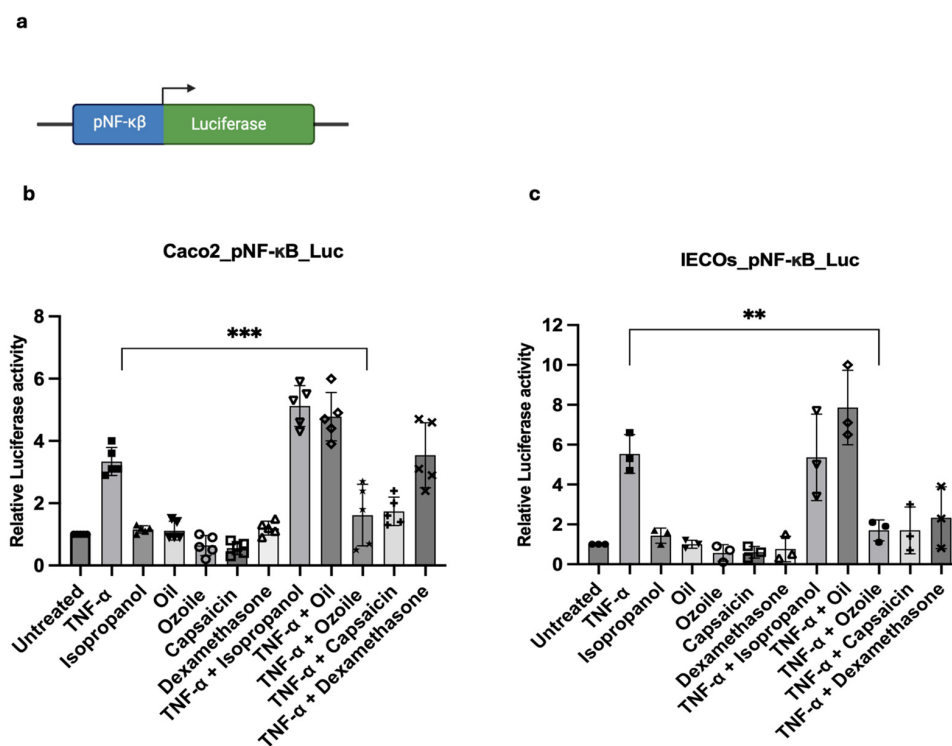 a
pNF-κβ
Luciferase
b
Caco2_pNF-κB_Luc
Relative Luciferase activity
8
6
4
2
0
***
Untreated
TNF-α
Isopropanol
Oil
Ozoile
Capsaicin
Dexamethasone
TNF-α + Isopropanol
TNF-α + Oil
TNF-α + Ozoile
TNF-α + Capsaicin
TNF-α + Dexamethasone
c
IECOs_pNF-κB_Luc
Relative Luciferase activity
12
10
8
6
4
2
0
**
Untreated
TNF-α
Isopropanol
Oil
Ozoile
Capsaicin
Dexamethasone
TNF-α + Isopropanol
TNF-α + Oil
TNF-α + Ozoile
TNF-α + Capsaicin
TNF-α + Dexamethasone